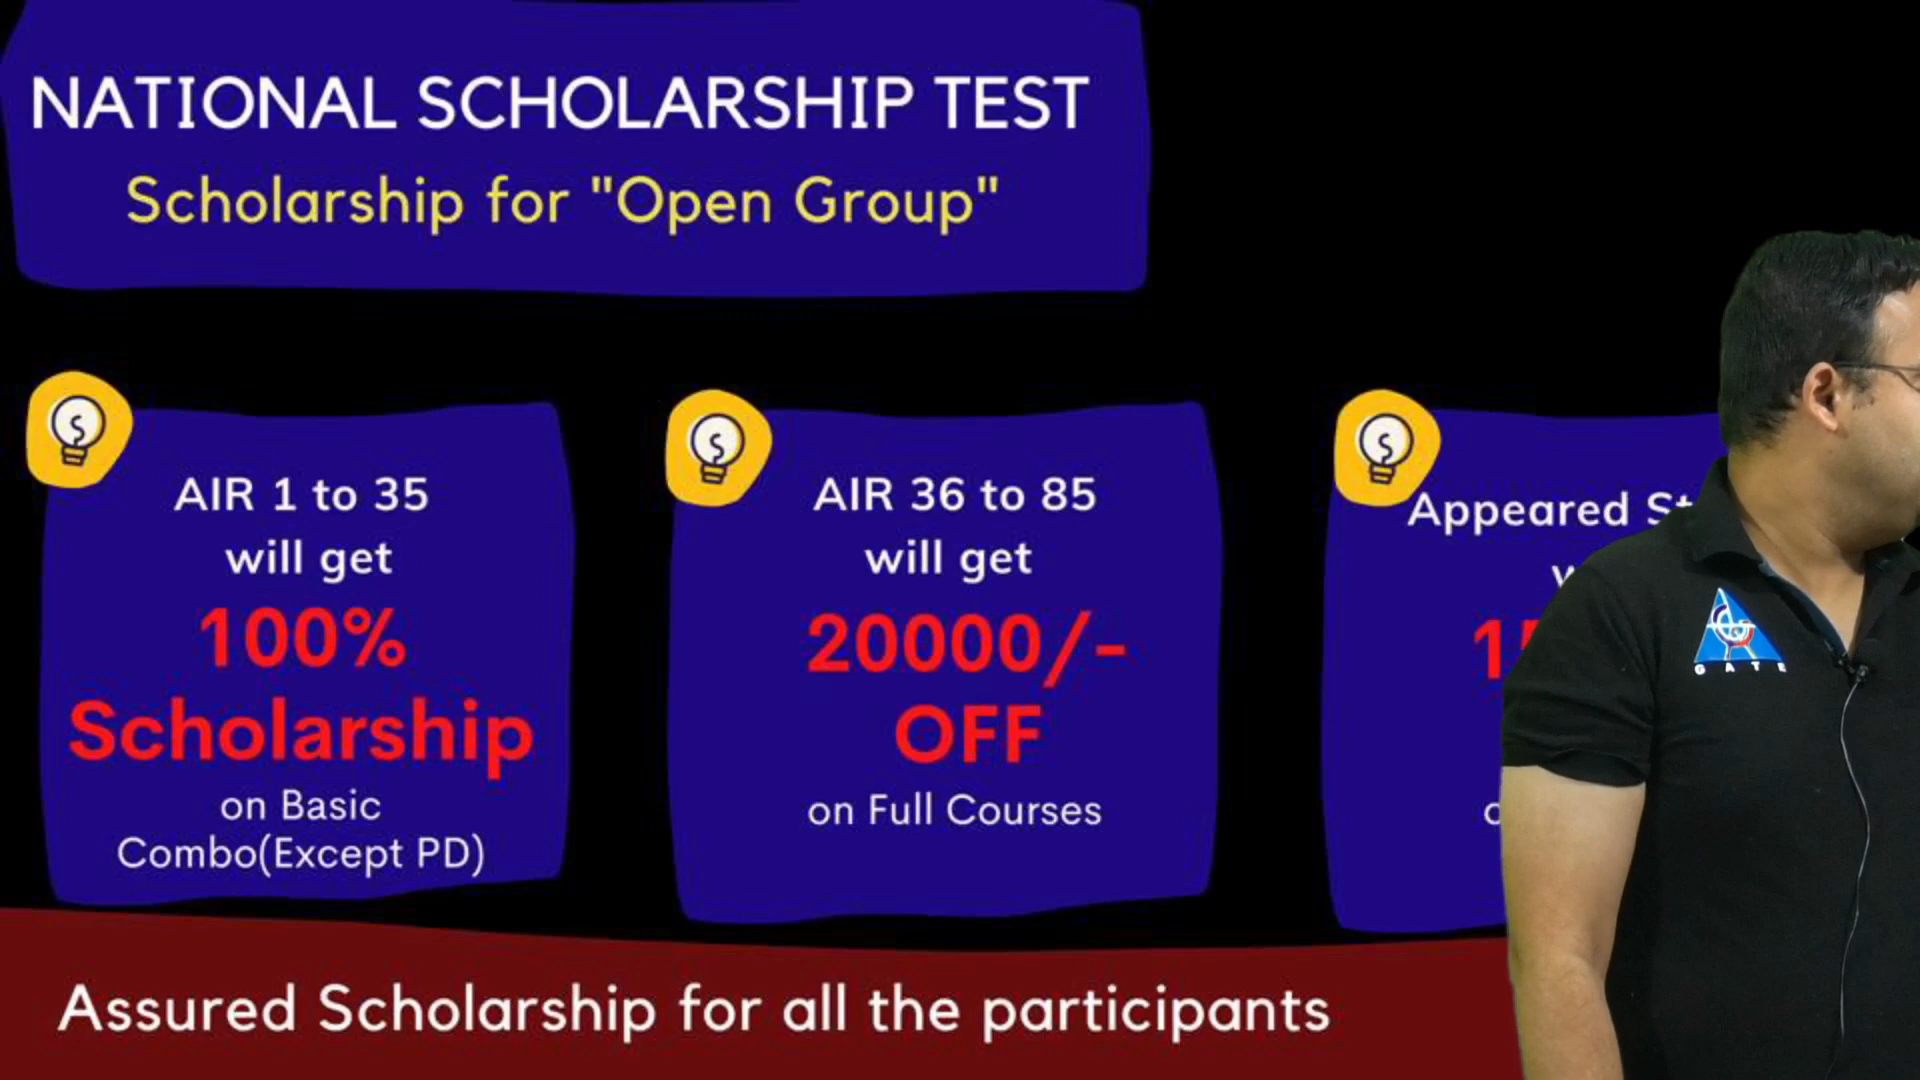 NATIONAL SCHOLARSHIP TEST
Scholarship for "Open Group"
AIR 1 to 35
will get
100%
Scholarship
on Basic
Combo(Except PD)
AIR 36 to 85
will get
20000/-
OFF
on Full Courses
Appeared
GATE
Assured Scholarship for all the participants